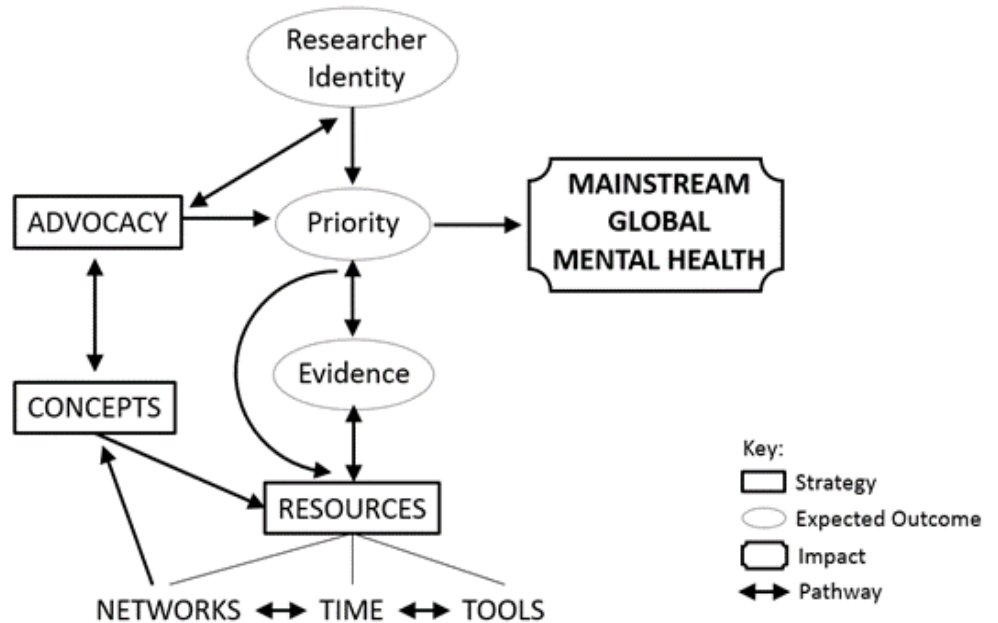 Researcher
Identity
ADVOCACY
Priority
MAINSTREAM
GLOBAL
MENTAL HEALTH
Evidence
CONCEPTS
RESOURCES
NETWORKS
TIME
TOOLS
Key:
Strategy
Expected Outcome
Impact
Pathway